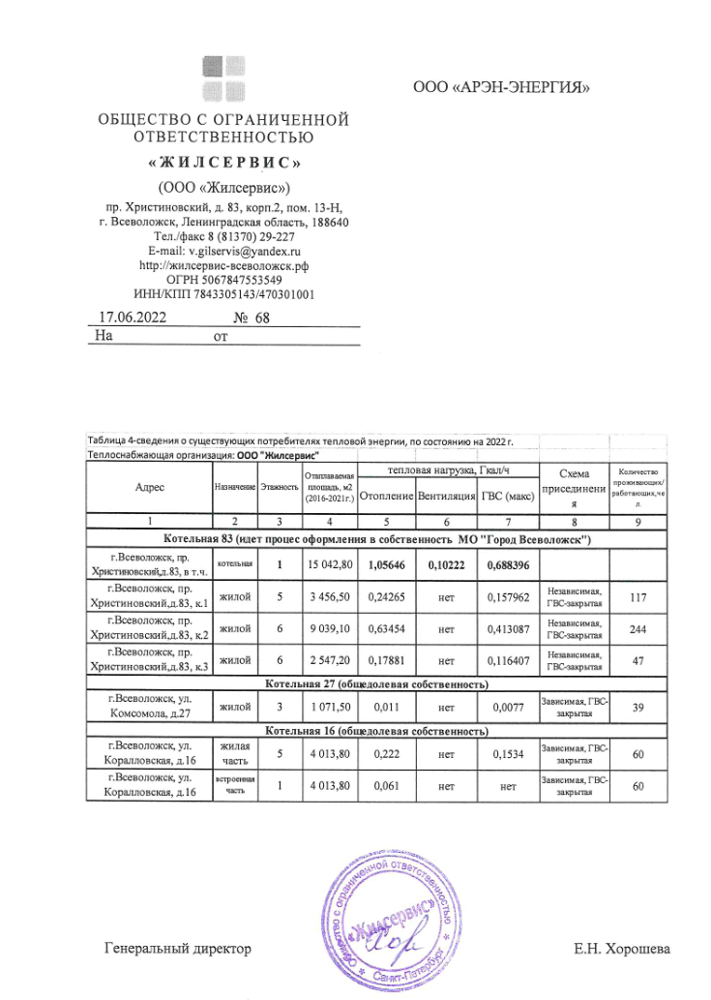 ООО «АРЭН-ЭНЕРГИЯ»
ОБЩЕСТВО С ОГРАНИЧЕННОЙ
ОТВЕТСТВЕННОСТЬЮ
«ЖИЛСЕРВИС»
(ООО «Жилсервис»)
пр. Христиновский, д. 83, корп.2, пом. 13-Н,
г. Всеволожск, Ленинградская область, 188640
Тел./факс 8 (81370) 29-227
E-mail: v.gilservis@yandex.ru
http://жилсервис-всеволожск.рф
ОГРН 5067847553549
ИНН/КПП 7843305143/470301001
17.06.2022 № 68
На от
Таблица 4-сведения о существующих потребителях тепловой энергии, по состоянию на 2022 г.
Теплоснабжающая организация: ООО "Жилсервис"
Адрес Назначение Этажность Отапливаемая площадь, м2 (2016-2021г.) тепловая нагрузка, Гкал/ч Отопление Вентиляция ГВС (макс) Схема присоединения Количество проживающих/работающих,чел.
1 2 3 4 5 6 7 8 9
Котельная 83 (идет процес оформления в собственность МО "Город Всеволожск")
г.Всеволожск, пр. Христиновский,д.83, в т.ч. котельная 1 15 042,80 1,05646 0,10222 0,688396
г.Всеволожск, пр. Христиновский,д.83, к.1 жилой 5 3 456,50 0,24265 нет 0,157962 Независимая, ГВС-закрытая 117
г.Всеволожск, пр. Христиновский,д.83, к.2 жилой 6 9 039,10 0,63454 нет 0,413087 Независимая, ГВС-закрытая 244
г.Всеволожск, пр. Христиновский,д.83, к.3 жилой 6 2 547,20 0,17881 нет 0,116407 Независимая, ГВС-закрытая 47
Котельная 27 (общедолевая собственность)
г.Всеволожск, ул. Комсомола, д.27 жилой 3 1 071,50 0,011 нет 0,0077 Зависимая, ГВС-закрытая 39
Котельная 16 (общедолевая собственность)
г.Всеволожск, ул. Коралловская, д.16 жилая часть 5 4 013,80 0,222 нет 0,1534 Зависимая, ГВС-закрытая 60
г.Всеволожск, ул. Коралловская, д.16 встроенная часть 1 4 013,80 0,061 нет нет Зависимая, ГВС-закрытая 60
Общество с ограниченной ответственностью
«Жилсервис»
Санкт-Петербург
Генеральный директор Е.Н. Хорошева